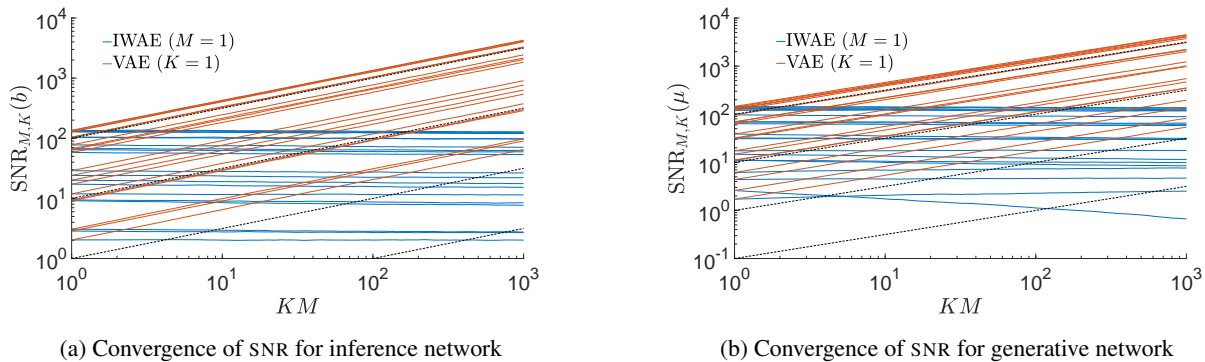 10^4
10^3
10^2
10^1
10^0
IWAE (M = 1)
VAE (K = 1)
SNR_{M,K}(b)
10^0 10^1 10^2 10^3
KM
(a) Convergence of SNR for inference network
10^4
10^3
10^2
10^1
10^0
10^-1
IWAE (M = 1)
VAE (K = 1)
SNR_{M,K}(μ)
10^0 10^1 10^2 10^3
KM
(b) Convergence of SNR for generative network